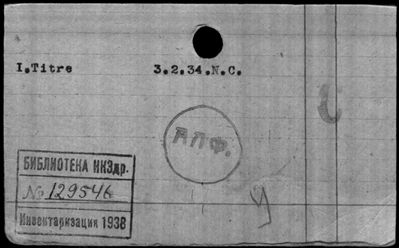 I.Titre 3.2.34.N.C.
АПФ.
БИБЛИОТЕКА НКЗдр.
№ 129546
Инвентаризация 1938
У